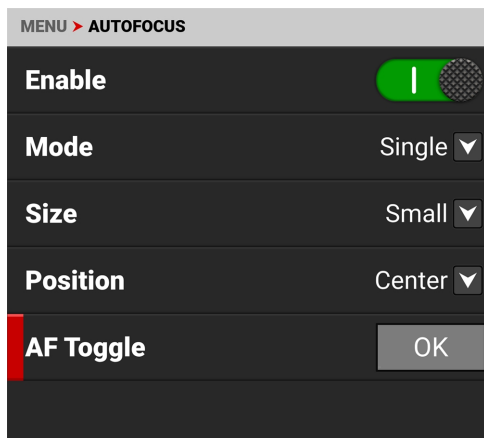 MENU ➤ AUTOFOCUS
Enable
Mode Single
Size Small
Position Center
AF Toggle OK